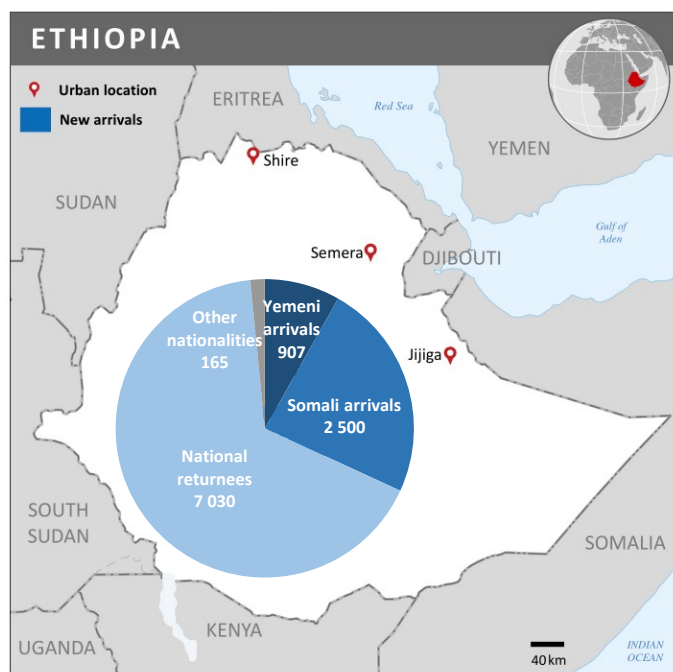 ETHIOPIA
Urban location
New arrivals
ERITREA
Red Sea
YEMEN
Shire
SUDAN
Gulf of
Aden
Semera
DJIBOUTI
Yemeni
arrivals
907
Other
nationalities
165
Jijiga
Somali arrivals
2 500
National
returnees
7 030
SOUTH
SUDAN
SOMALIA
KENYA
UGANDA
40 km
INDIAN
OCEAN